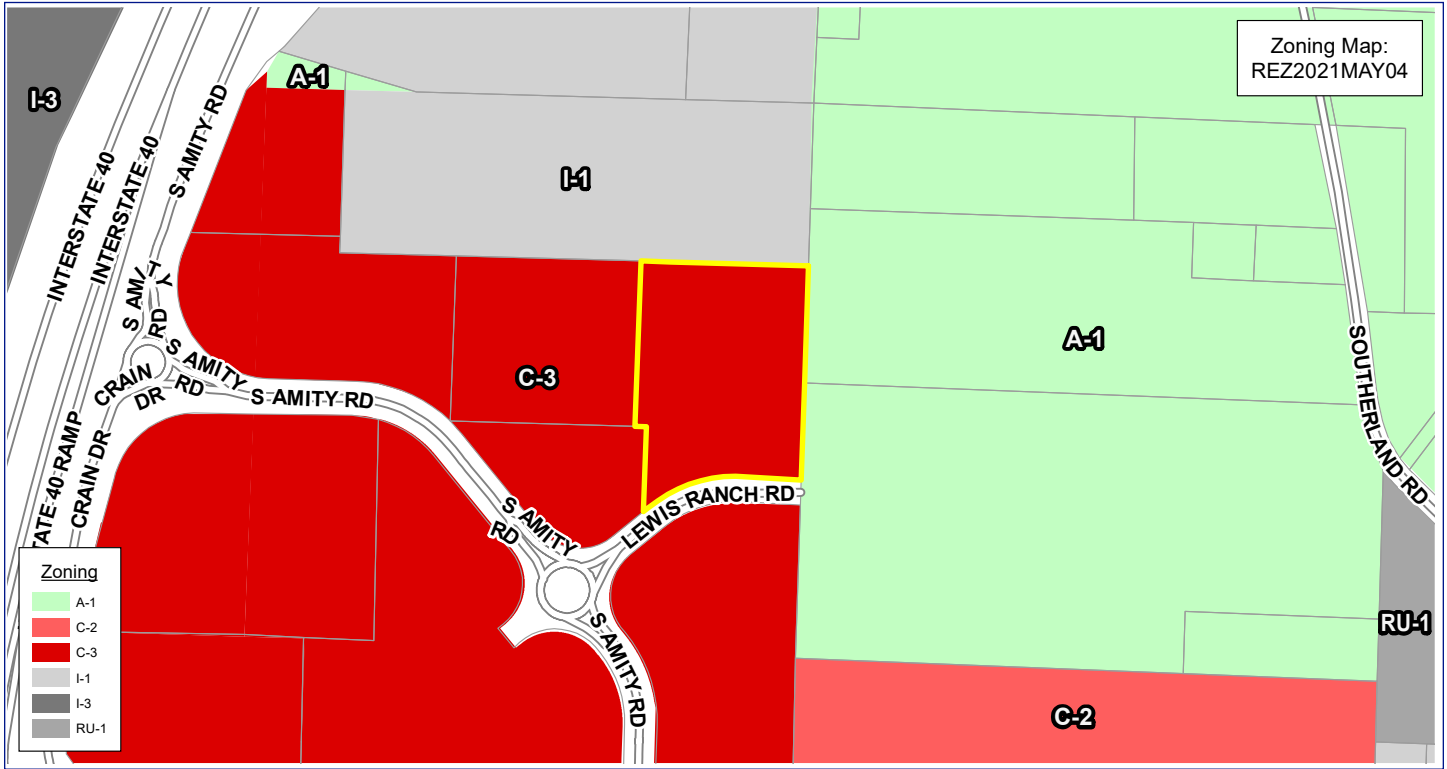 Zoning Map:
REZ2021MAY04
I-3
A-1
I-1
INTERSTATE 40
INTERSTATE 40
S AMITY RD
S AMITY
RD
S AMITY
RD
S AMITY RD
CRAIN
DR
C-3
A-1
SOUTHERLAND RD
TATE 40 RAMP
CRAIN DR
S AMITY
RD
LEWIS RANCH RD
S AMITY RD
RU-1
C-2
Zoning
A-1
C-2
C-3
I-1
I-3
RU-1